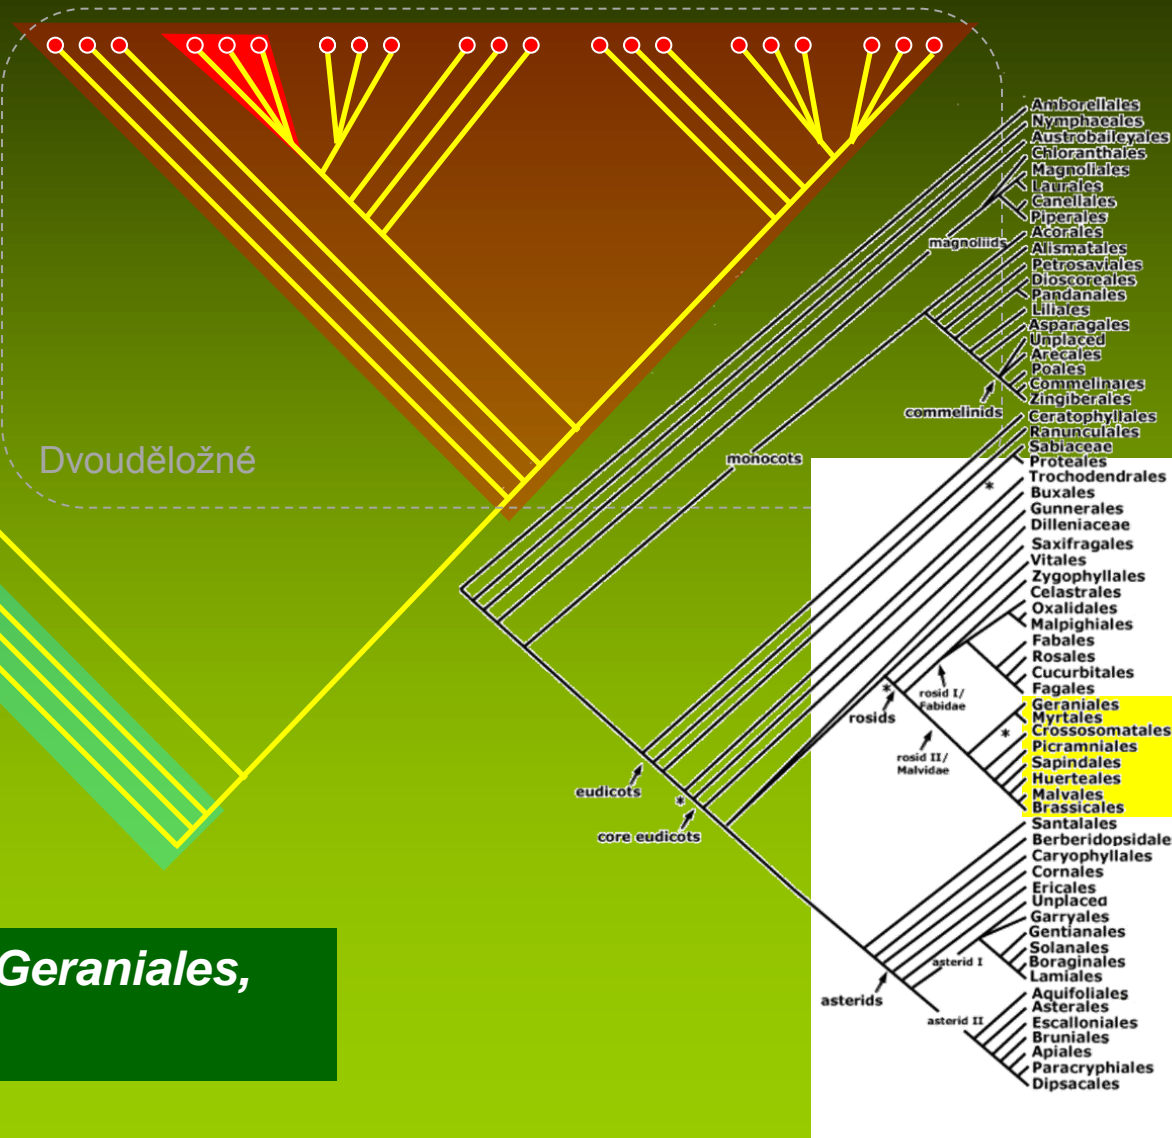 Dvouděložné
Geraniales,
Amborellales
Nymphaeales
Austrobaileyales
Chloranthales
Magnoliales
Laurales
Canellales
Piperales
Acorales
magnoliids
Alismatales
Petrosaviales
Dioscoreales
Pandanales
Liliales
Asparagales
Unplaced
Arecales
Poales
Commelinales
Zingiberales
commelinids
Ceratophyllales
Ranunculales
Sabiaceae
monocots
Proteales
Trochodendrales
*
Buxales
Gunnerales
Dilleniaceae
Saxifragales
Vitales
Zygophyllales
Celastrales
Oxalidales
Malpighiales
Fabales
Rosales
Cucurbitales
Fagales
*
rosid I/
Fabidae
rosids
Geraniales
Myrtales
Crossosomatales
*
Picramniales
rosid II/
Malvidae
Sapindales
Huerteales
Malvales
Brassicales
eudicots
*
core eudicots
Santalales
Berberidopsidale
Caryophyllales
Cornales
Ericales
Unplaced
Garryales
Gentianales
Solanales
Boraginales
asterid I
Lamiales
asterids
Aquifoliales
Asterales
asterid II
Escalloniales
Bruniales
Apiales
Paracryphiales
Dipsacales